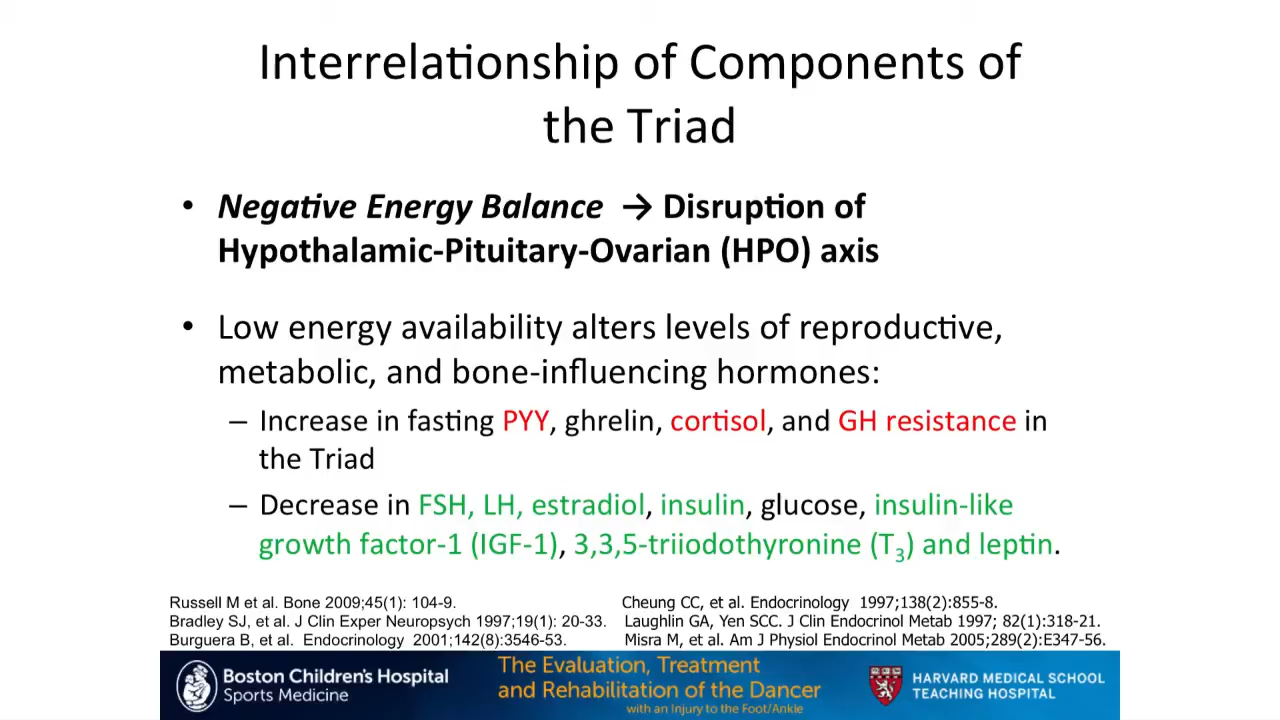 Interrelationship of Components of
the Triad
• Negative Energy Balance → Disruption of
Hypothalamic-Pituitary-Ovarian (HPO) axis
• Low energy availability alters levels of reproductive,
metabolic, and bone-influencing hormones:
– Increase in fasting PYY, ghrelin, cortisol, and GH resistance in
the Triad
– Decrease in FSH, LH, estradiol, insulin, glucose, insulin-like
growth factor-1 (IGF-1), 3,3,5-triiodothyronine (T3) and leptin.
Russell M et al. Bone 2009;45(1): 104-9.
Bradley SJ, et al. J Clin Exper Neuropsych 1997;19(1): 20-33.
Burguera B, et al. Endocrinology 2001;142(8):3546-53.
Cheung CC, et al. Endocrinology 1997;138(2):855-8.
Laughlin GA, Yen SCC. J Clin Endocrinol Metab 1997; 82(1):318-21.
Misra M, et al. Am J Physiol Endocrinol Metab 2005;289(2):E347-56.
Boston Children's Hospital
Sports Medicine
The Evaluation, Treatment
and Rehabilitation of the Dancer
with an Injury to the Foot/Ankle
HARVARD MEDICAL SCHOOL
TEACHING HOSPITAL